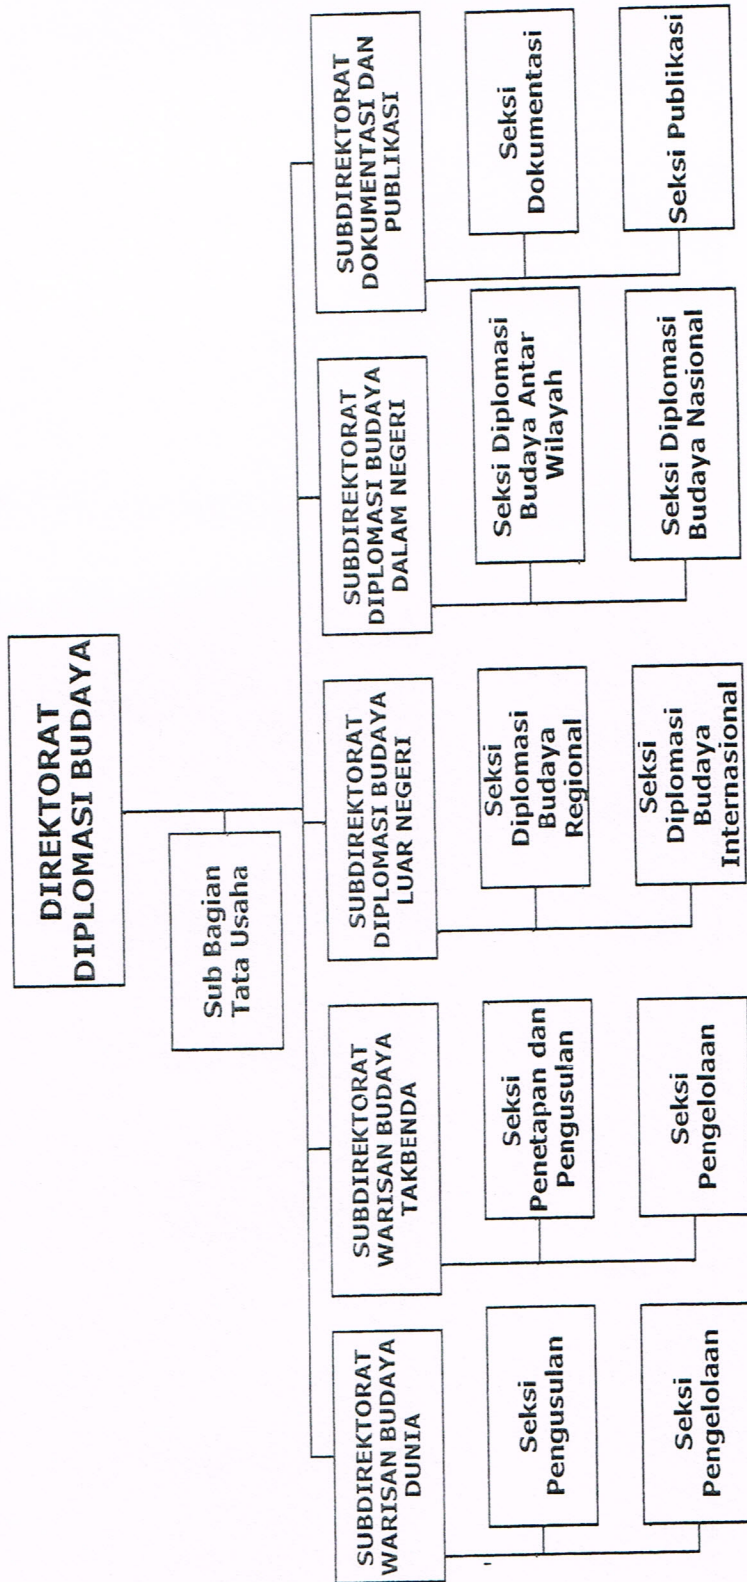 DIREKTORAT
DIPLOMASI BUDAYA
Sub Bagian
Tata Usaha
SUBDIREKTORAT
WARISAN BUDAYA
DUNIA
Seksi
Pengusulan
Seksi
Pengelolaan
SUBDIREKTORAT
WARISAN BUDAYA
TAKBENDA
Seksi
Penetapan dan
Pengusulan
Seksi
Pengelolaan
SUBDIREKTORAT
DIPLOMASI BUDAYA
LUAR NEGERI
Seksi
Diplomasi
Budaya
Regional
Seksi
Diplomasi
Budaya
Internasional
SUBDIREKTORAT
DIPLOMASI BUDAYA
DALAM NEGERI
Seksi Diplomasi
Budaya Antar
Wilayah
Seksi Diplomasi
Budaya Nasional
SUBDIREKTORAT
DOKUMENTASI DAN
PUBLIKASI
Seksi
Dokumentasi
Seksi Publikasi